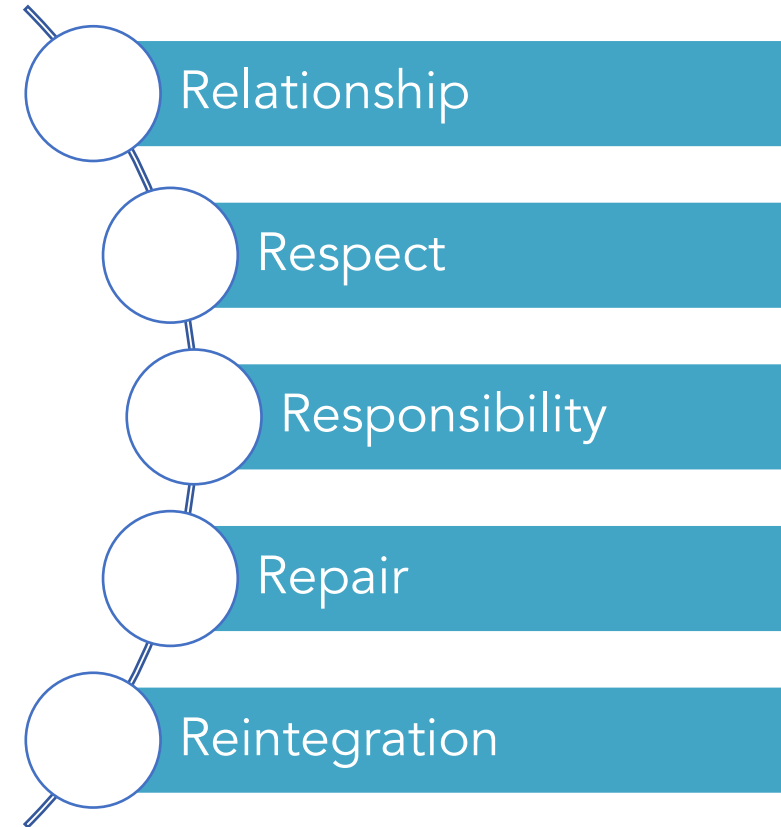 Relationship
Respect
Responsibility
Repair
Reintegration